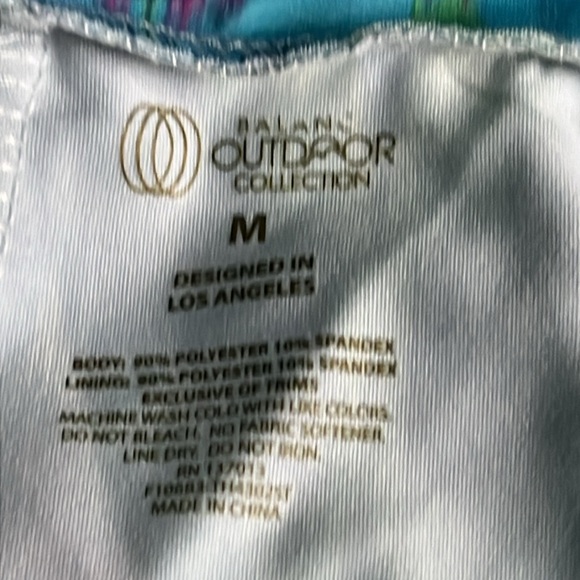 BALANC
OUTDOOR
COLLECTION
M
DESIGNED IN
LOS ANGELES
BODY: 90% POLYESTER 10% SPANDEX
LINING: 90% POLYESTER 10% SPANDEX
EXCLUSIVE OF TRIMS
MACHINE WASH COLD WITH LIKE COLORS.
DO NOT BLEACH. NO FABRIC SOFTENER.
LINE DRY. DO NOT IRON.
RN 137013
MADE IN CHINA